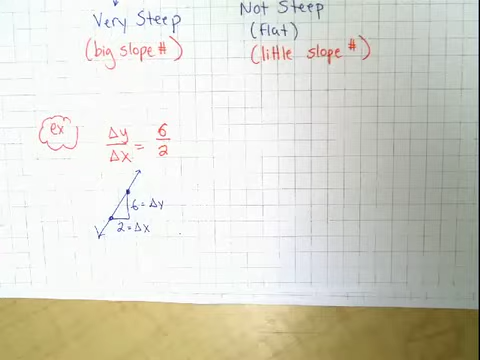 Very Steep
(big slope #)
Not Steep
(flat)
(little slope #)
ex
Δy/Δx = 6/2
6 = Δy
2 = Δx